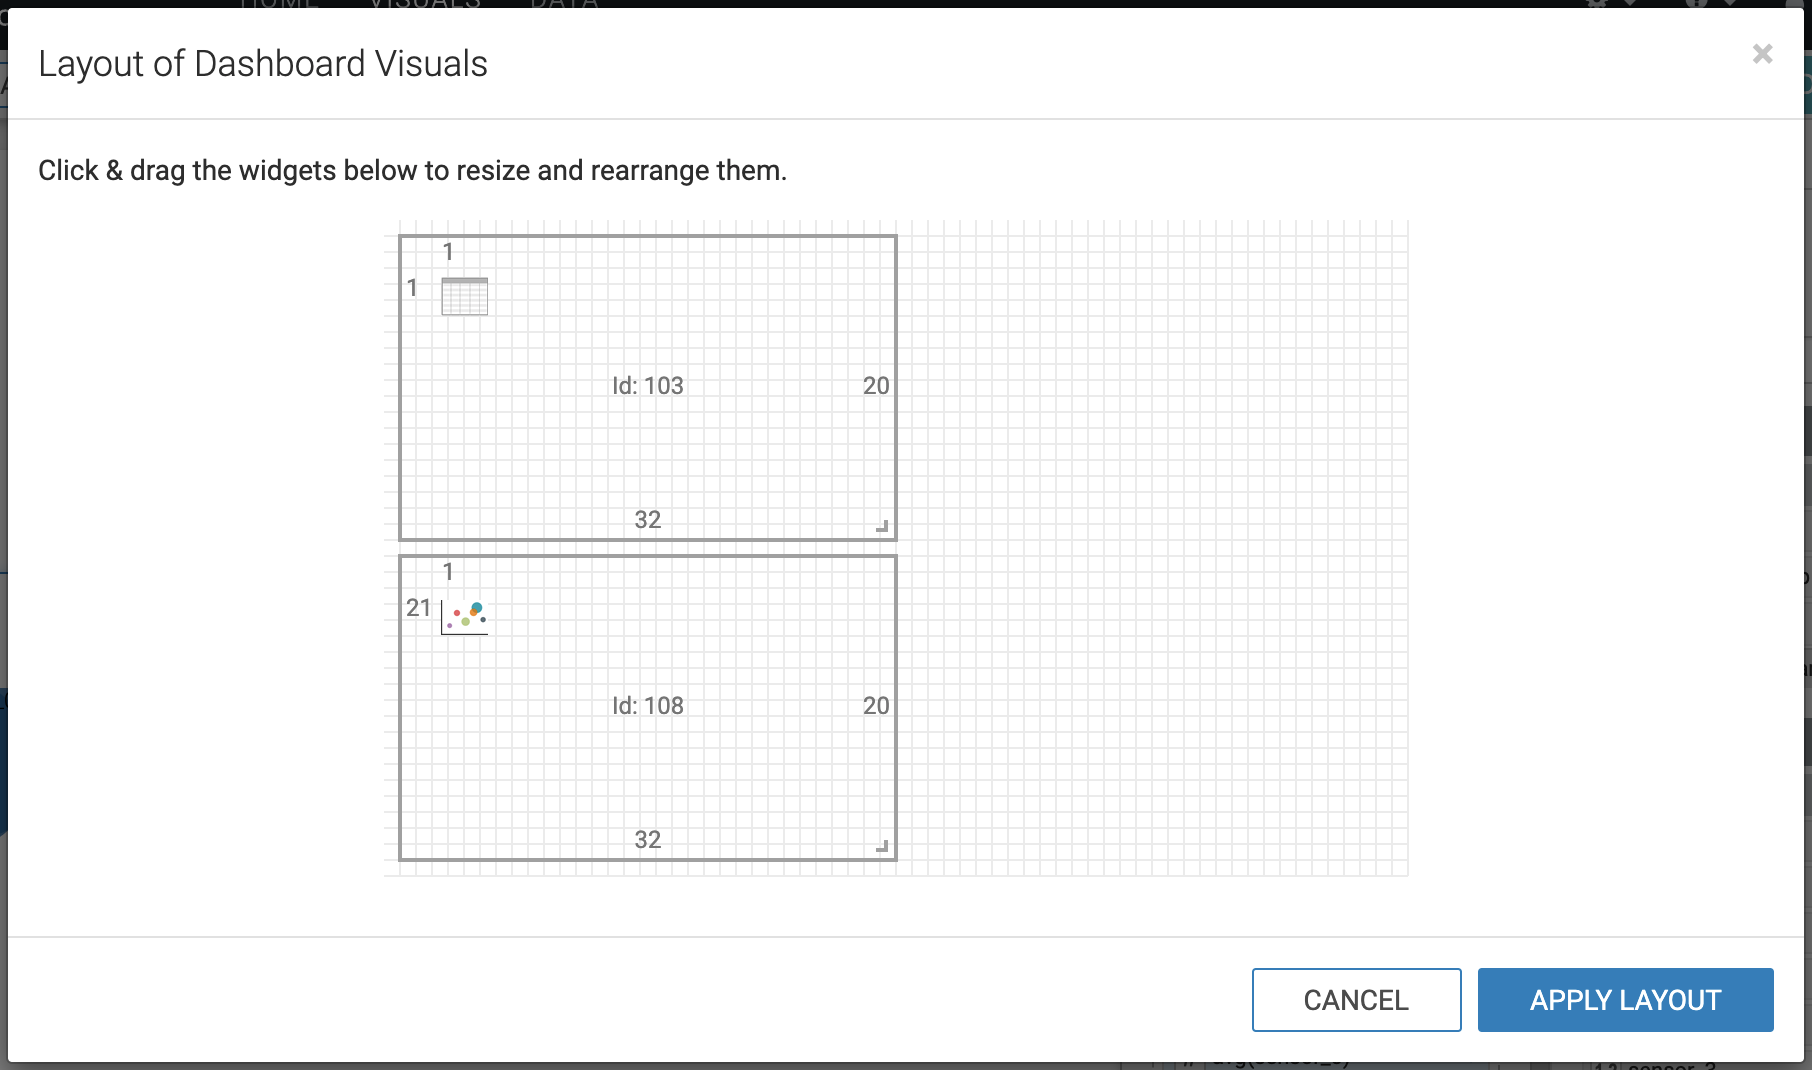 HOME VISUALS DATA
Layout of Dashboard Visuals
×
Click & drag the widgets below to resize and rearrange them.
1
1
Id: 103 20
32
1
21
Id: 108 20
32
CANCEL APPLY LAYOUT